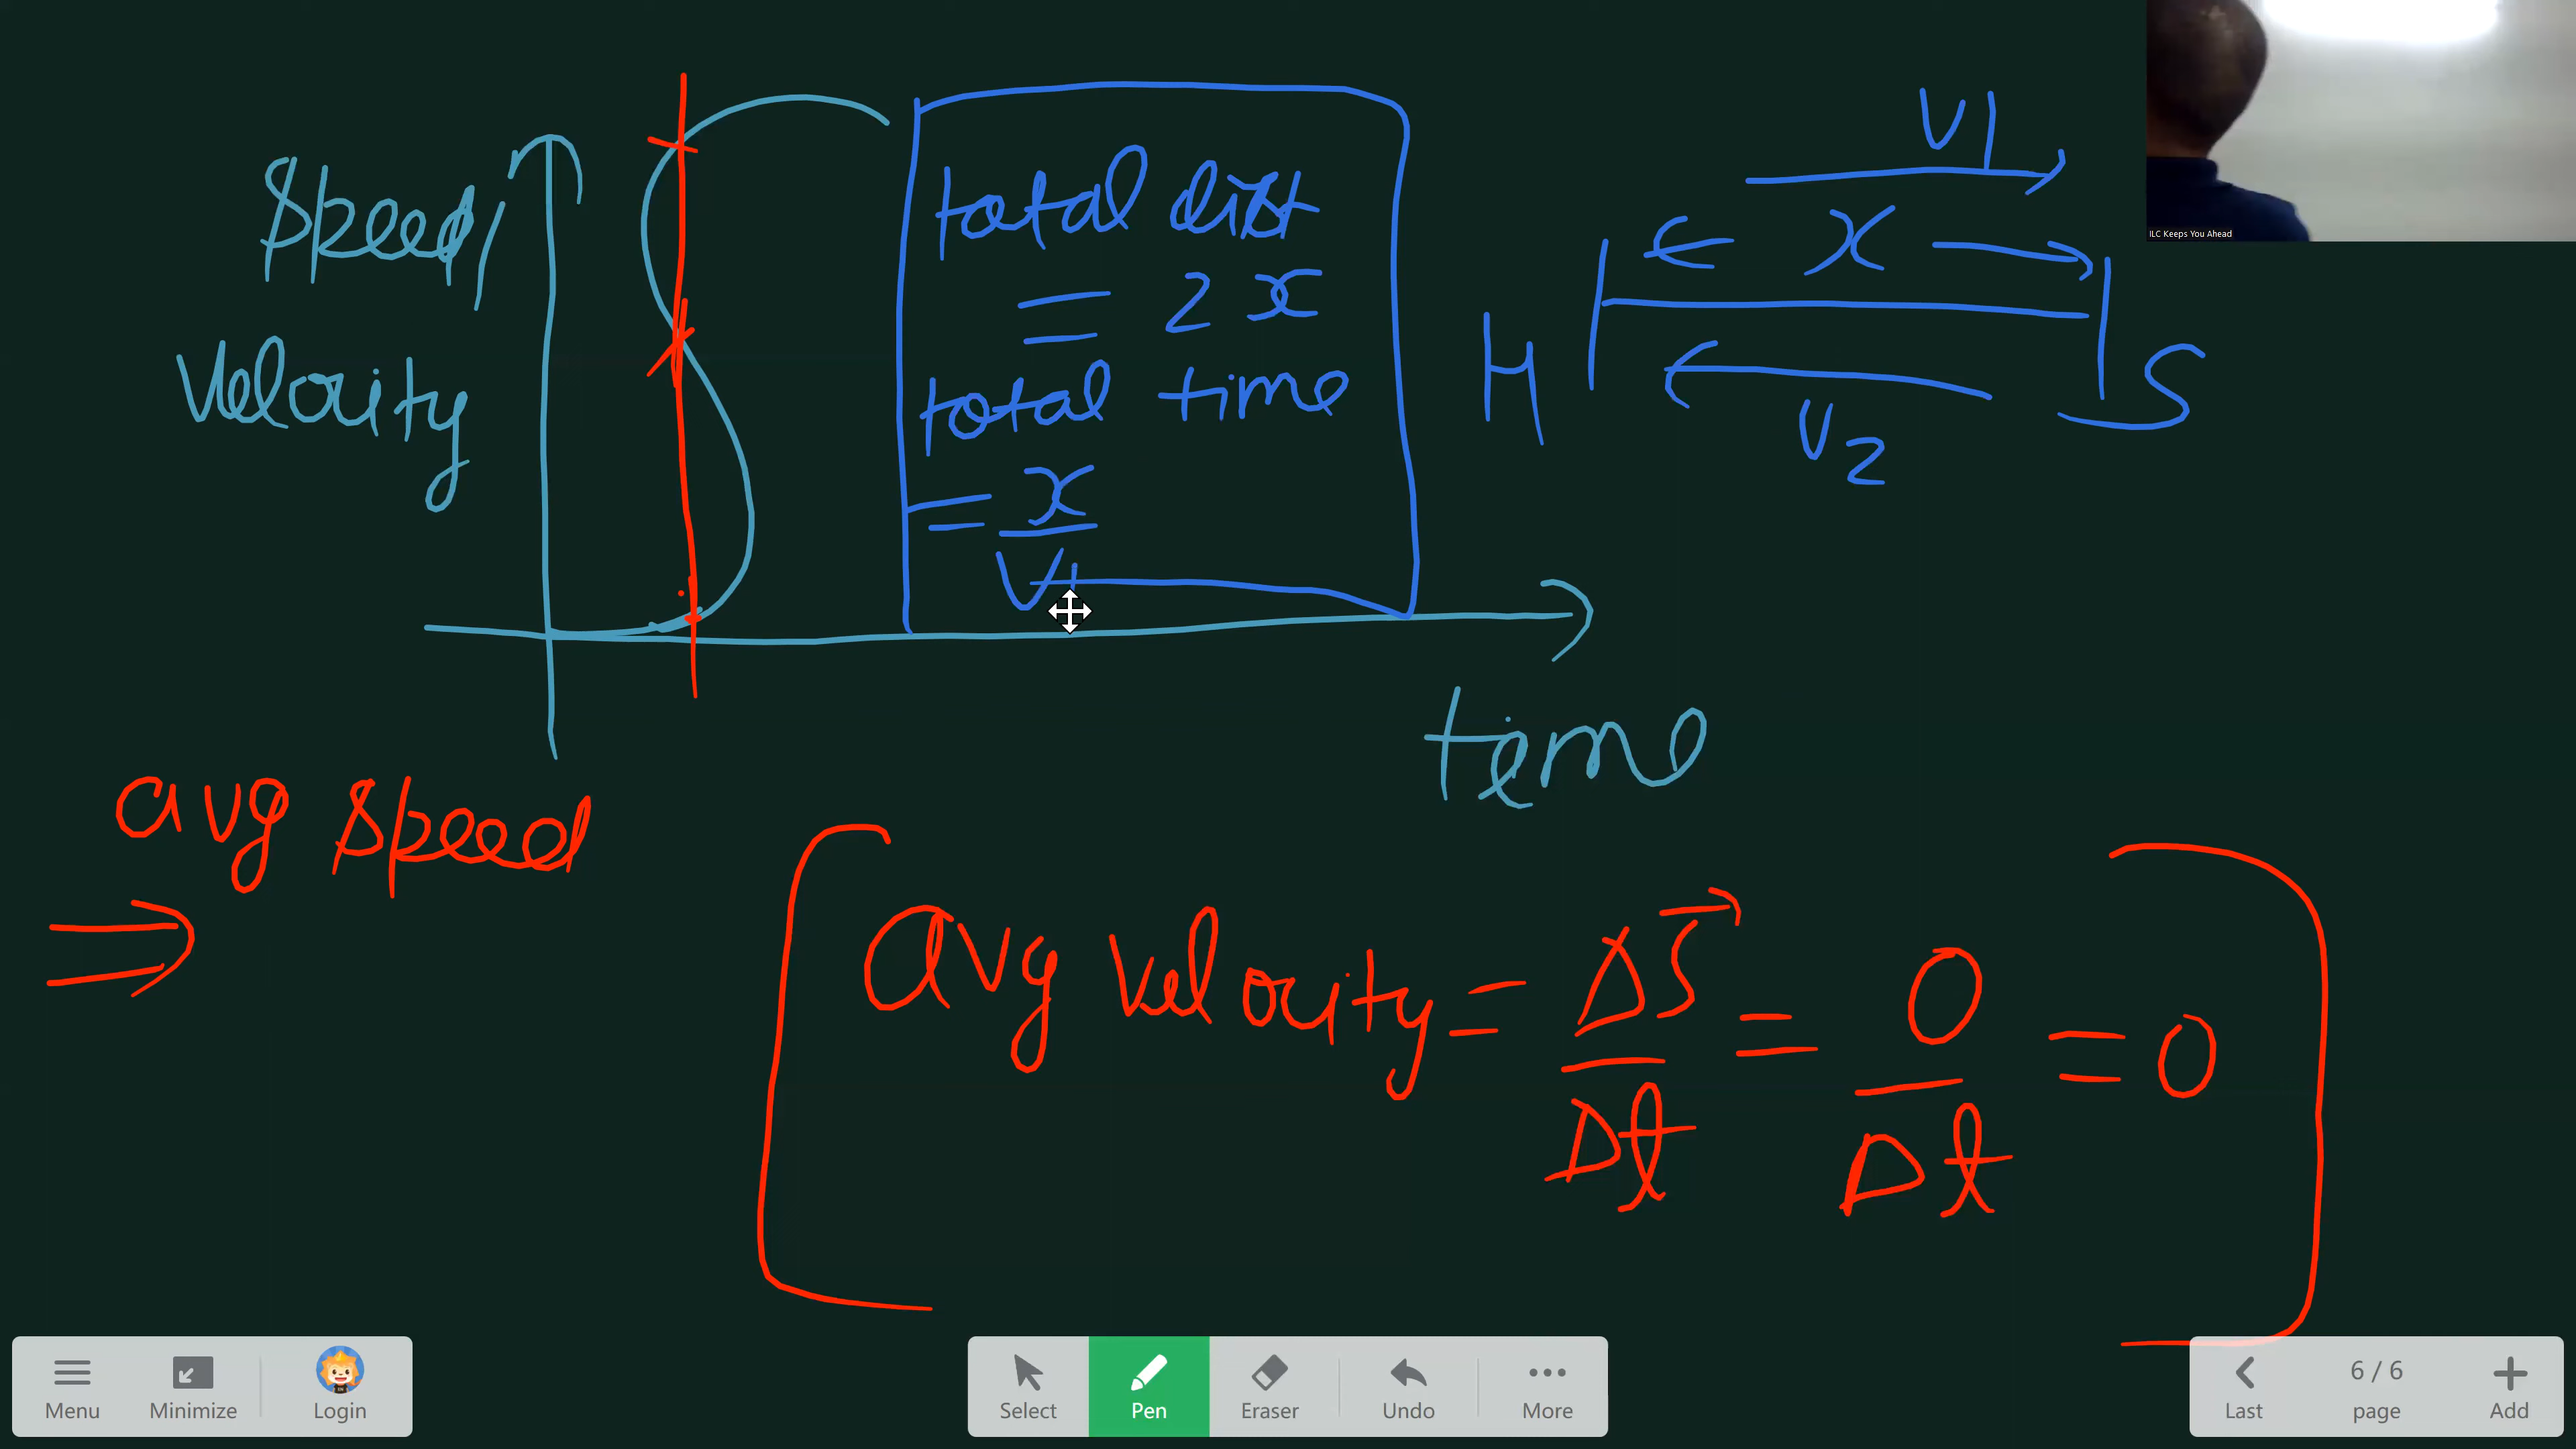 Speed,
Velocity
total dist
= 2x
total time
= x
V1
V1
x
H
S
V2
ILC Keeps You Ahead
time
avg speed
⇒
avg velocity = ΔS⃗ / Δt = 0 / Δt = 0
Menu
Minimize
Login
Select
Pen
Eraser
Undo
More
Last
6 / 6
page
Add